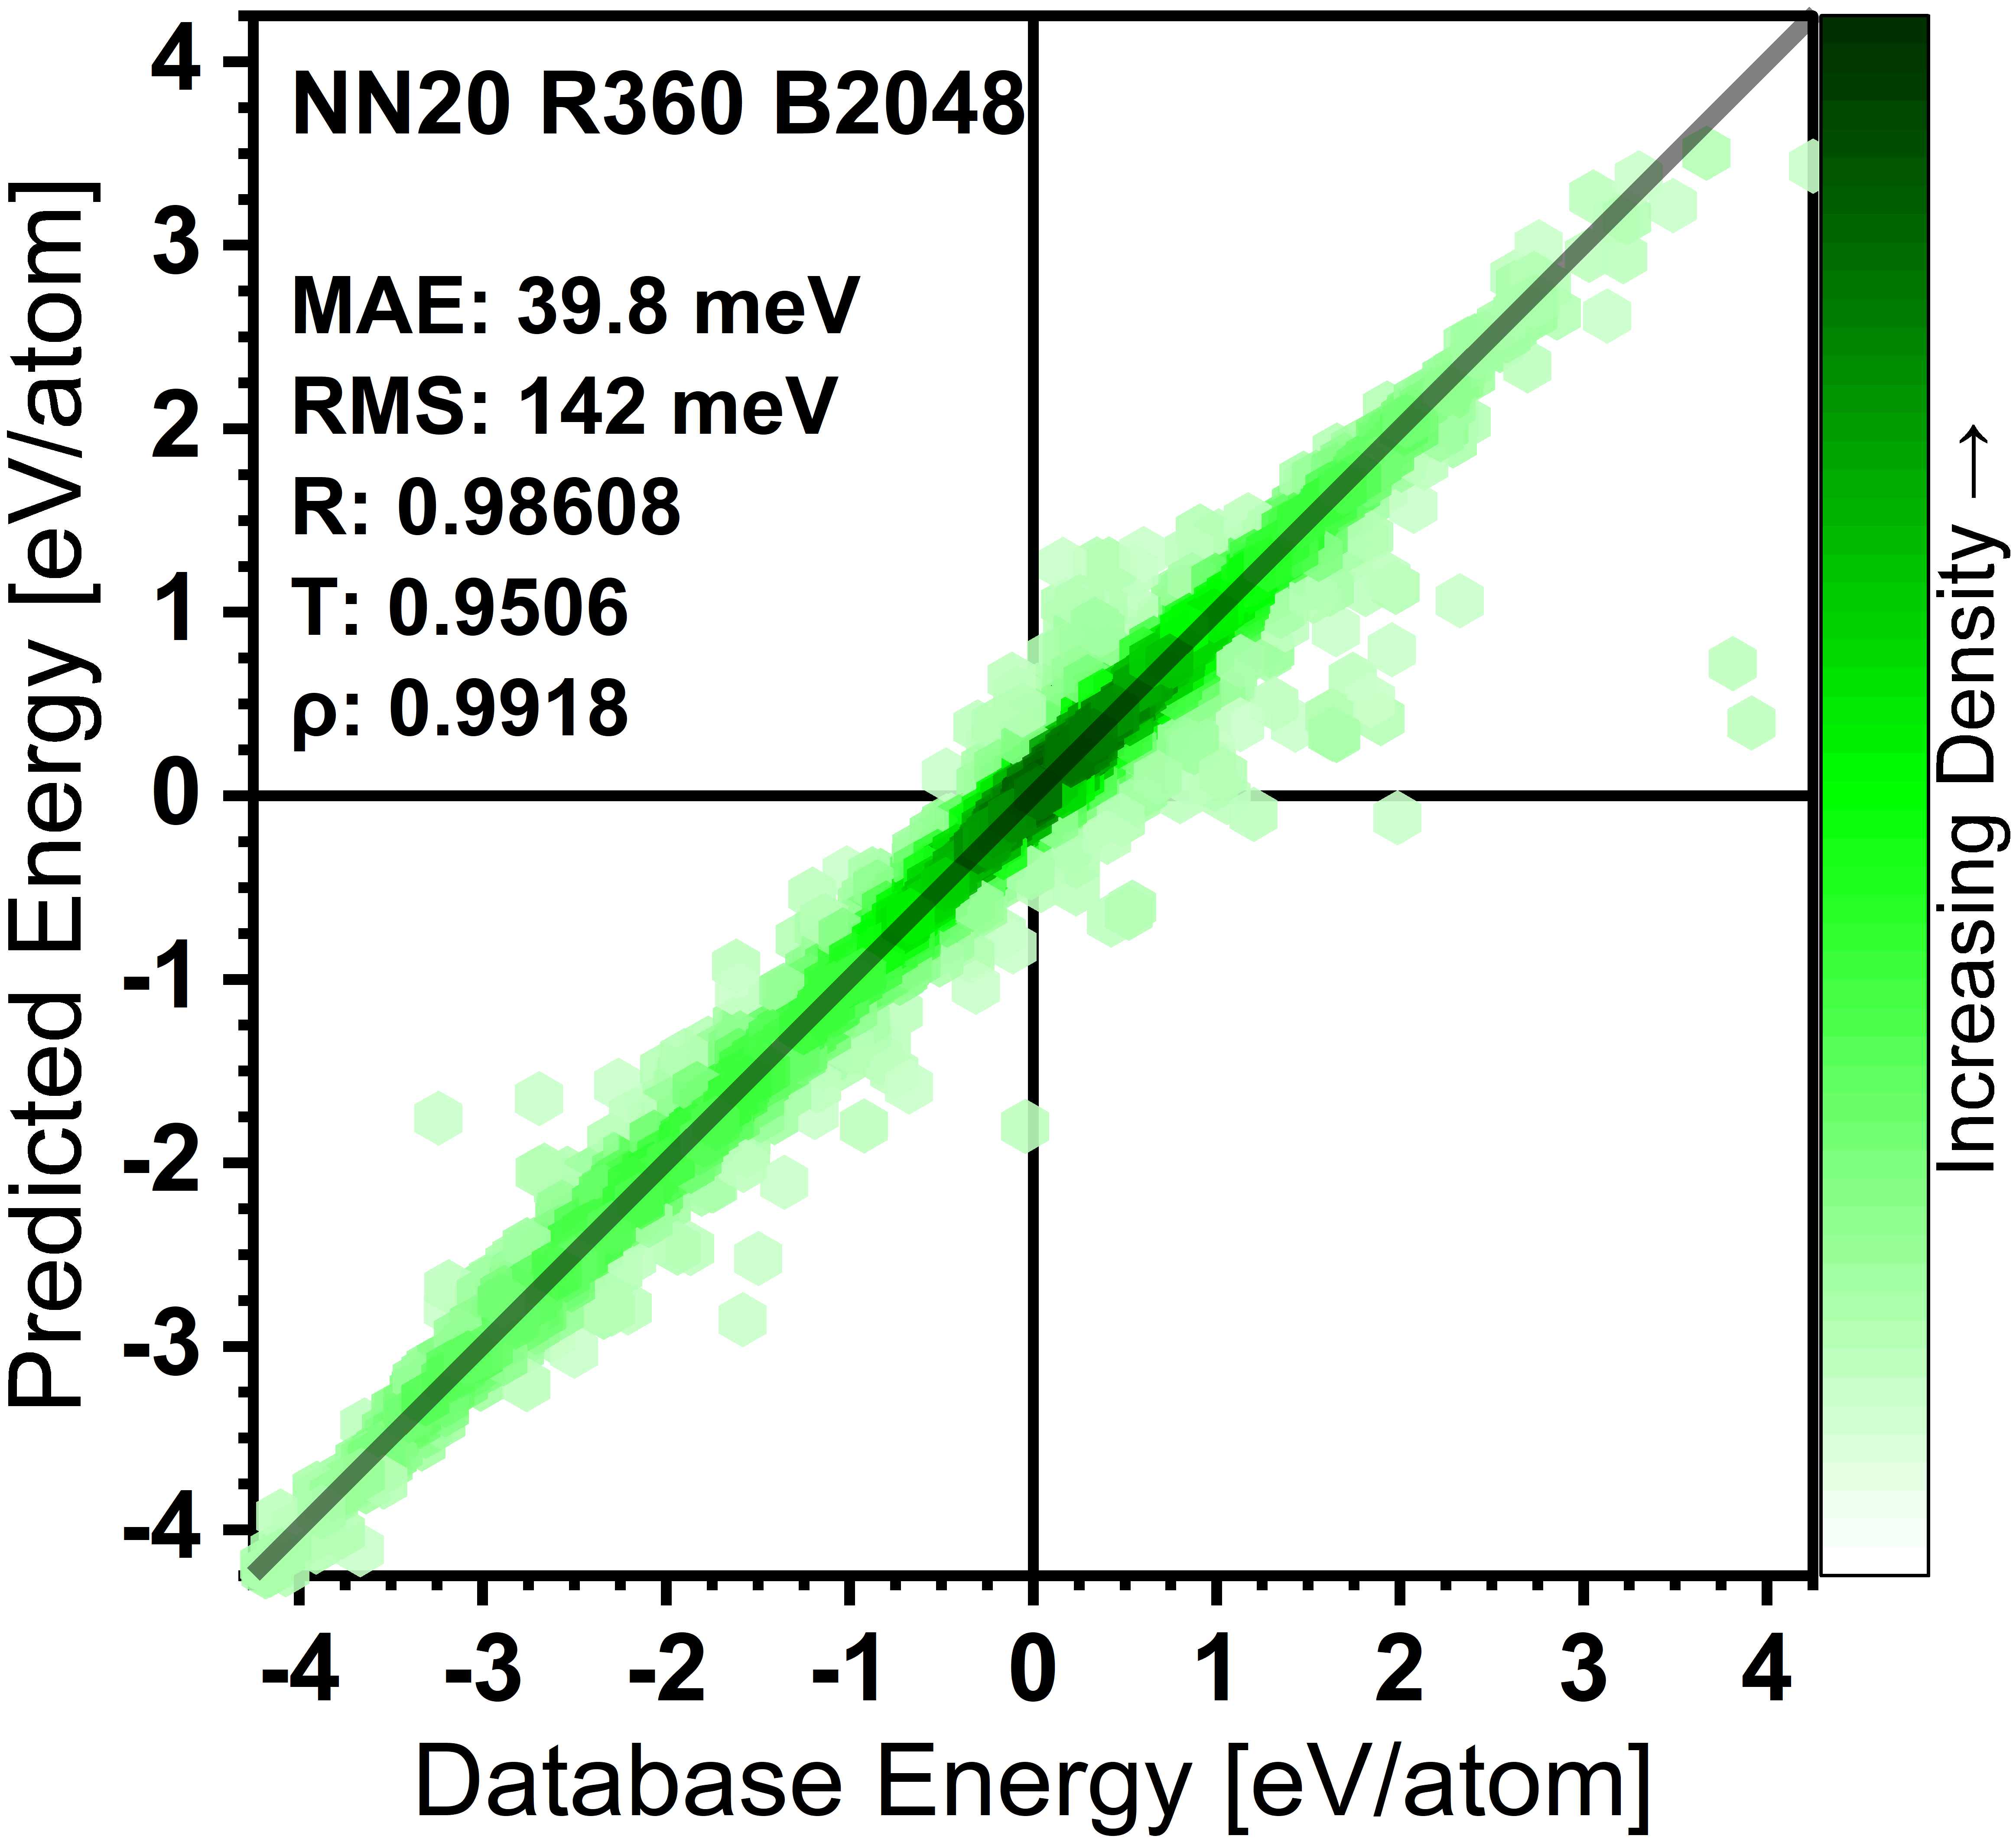 NN20 R360 B2048
MAE: 39.8 meV
RMS: 142 meV
R: 0.98608
T: 0.9506
ρ: 0.9918
Predicted Energy [eV/atom]
4
3
2
1
0
-1
-2
-3
-4
-4 -3 -2 -1 0 1 2 3 4
Database Energy [eV/atom]
Increasing Density →